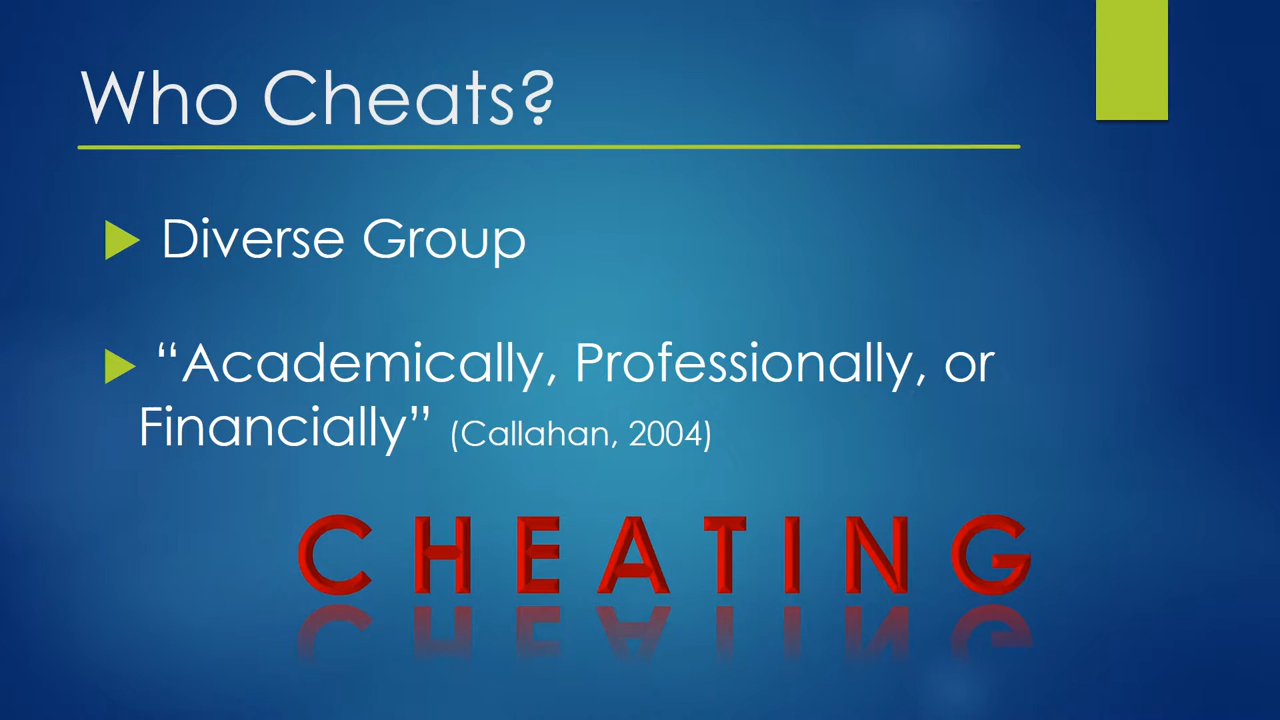 Who Cheats?
Diverse Group
“Academically, Professionally, or
Financially” (Callahan, 2004)
CHEATING